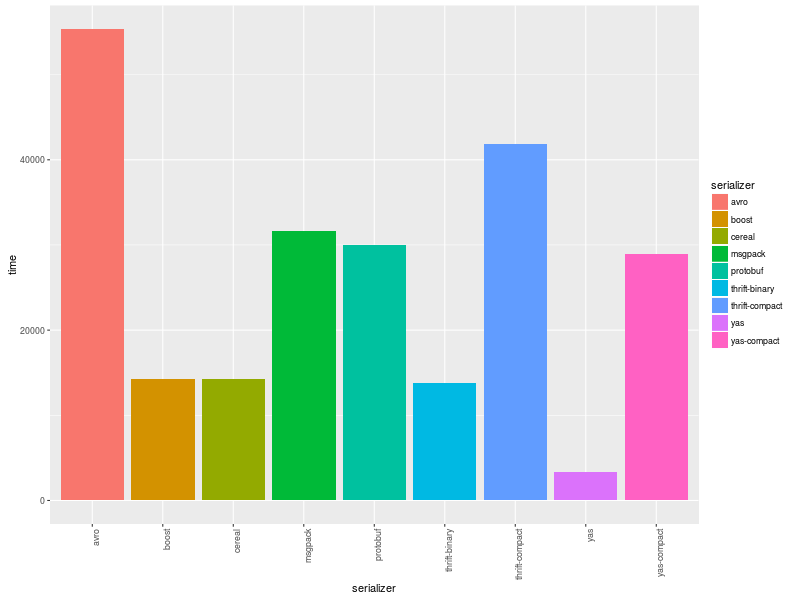 time
40000
20000
0
avro
boost
cereal
msgpack
protobuf
thrift-binary
thrift-compact
yas
yas-compact
serializer
serializer
avro
boost
cereal
msgpack
protobuf
thrift-binary
thrift-compact
yas
yas-compact